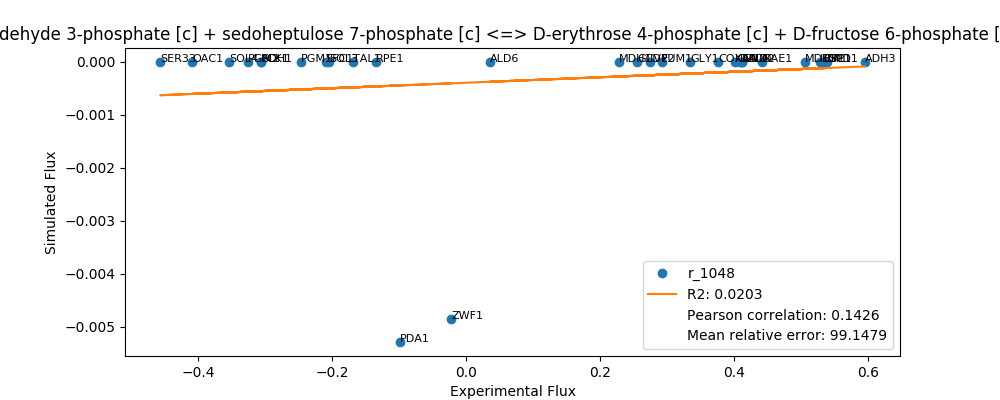 dehyde 3-phosphate [c] + sedoheptulose 7-phosphate [c] <=> D-erythrose 4-phosphate [c] + D-fructose 6-phosphate [
0.000
−0.001
−0.002
−0.003
−0.004
−0.005
Simulated Flux
SER33
OAC1
TAL1
RPE1
ALD6
GLY1
ADH3
ZWF1
PDA1
r_1048
R2: 0.0203
Pearson correlation: 0.1426
Mean relative error: 99.1479
−0.4
−0.2
0.0
0.2
0.4
0.6
Experimental Flux